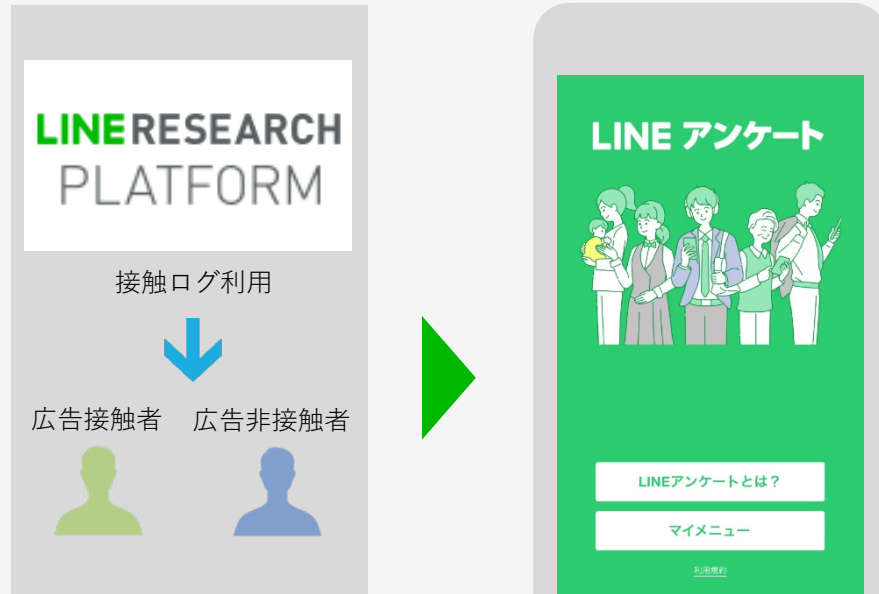 LINE RESEARCH
PLATFORM
接触ログ利用
広告接触者
広告非接触者
LINE アンケート
LINEアンケートとは？
マイメニュー
利用規約